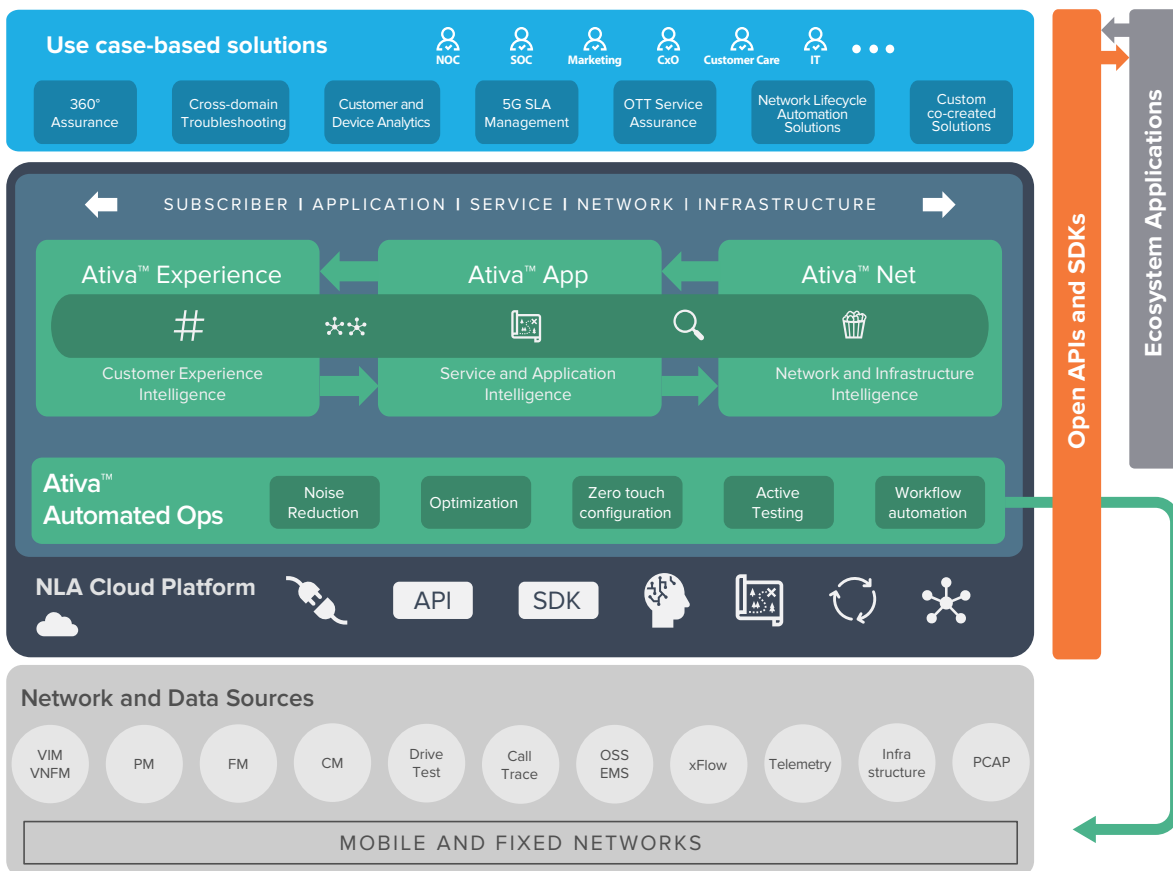 Use case-based solutions
NOC
SOC
Marketing
CxO
Customer Care
IT
360°
Assurance
Cross-domain
Troubleshooting
Customer and
Device Analytics
5G SLA
Management
OTT Service
Assurance
Network Lifecycle
Automation
Solutions
Custom
co-created
Solutions
SUBSCRIBER I APPLICATION I SERVICE I NETWORK I INFRASTRUCTURE
Ativa™ Experience
Ativa™ App
Ativa™ Net
Customer Experience
Intelligence
Service and Application
Intelligence
Network and Infrastructure
Intelligence
Ativa™
Automated Ops
Noise
Reduction
Optimization
Zero touch
configuration
Active
Testing
Workflow
automation
NLA Cloud Platform
API
SDK
Network and Data Sources
VIM
VNFM
PM
FM
CM
Drive
Test
Call
Trace
OSS
EMS
xFlow
Telemetry
Infra
structure
PCAP
MOBILE AND FIXED NETWORKS
Open APIs and SDKs
Ecosystem Applications